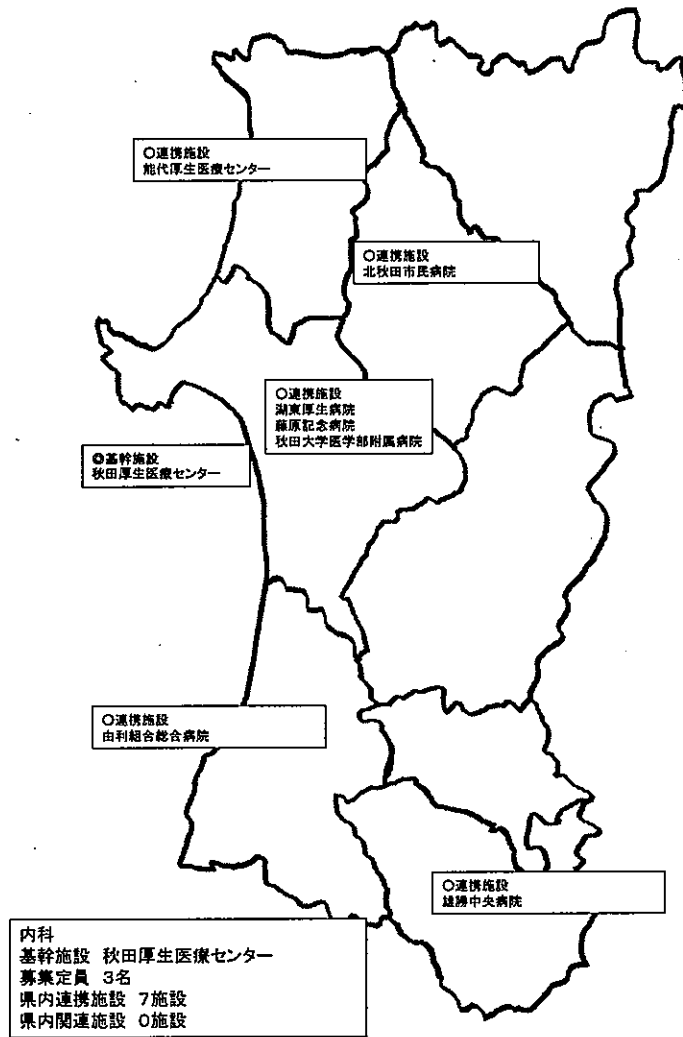 〇連携施設
能代厚生医療センター
〇連携施設
北秋田市民病院
〇連携施設
湖東厚生病院
藤原記念病院
秋田大学医学部附属病院
◎基幹施設
秋田厚生医療センター
〇連携施設
由利組合総合病院
〇連携施設
雄勝中央病院
内科
基幹施設 秋田厚生医療センター
募集定員 3名
県内連携施設 7施設
県内関連施設 0施設